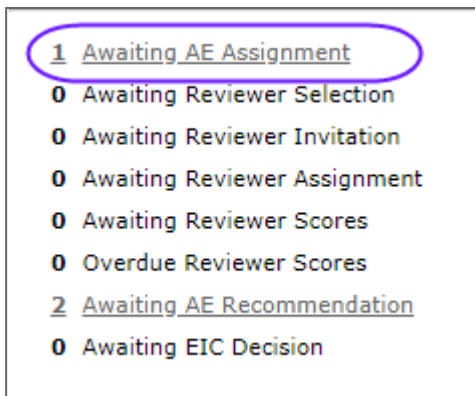 1 Awaiting AE Assignment
0 Awaiting Reviewer Selection
0 Awaiting Reviewer Invitation
0 Awaiting Reviewer Assignment
0 Awaiting Reviewer Scores
0 Overdue Reviewer Scores
2 Awaiting AE Recommendation
0 Awaiting EIC Decision